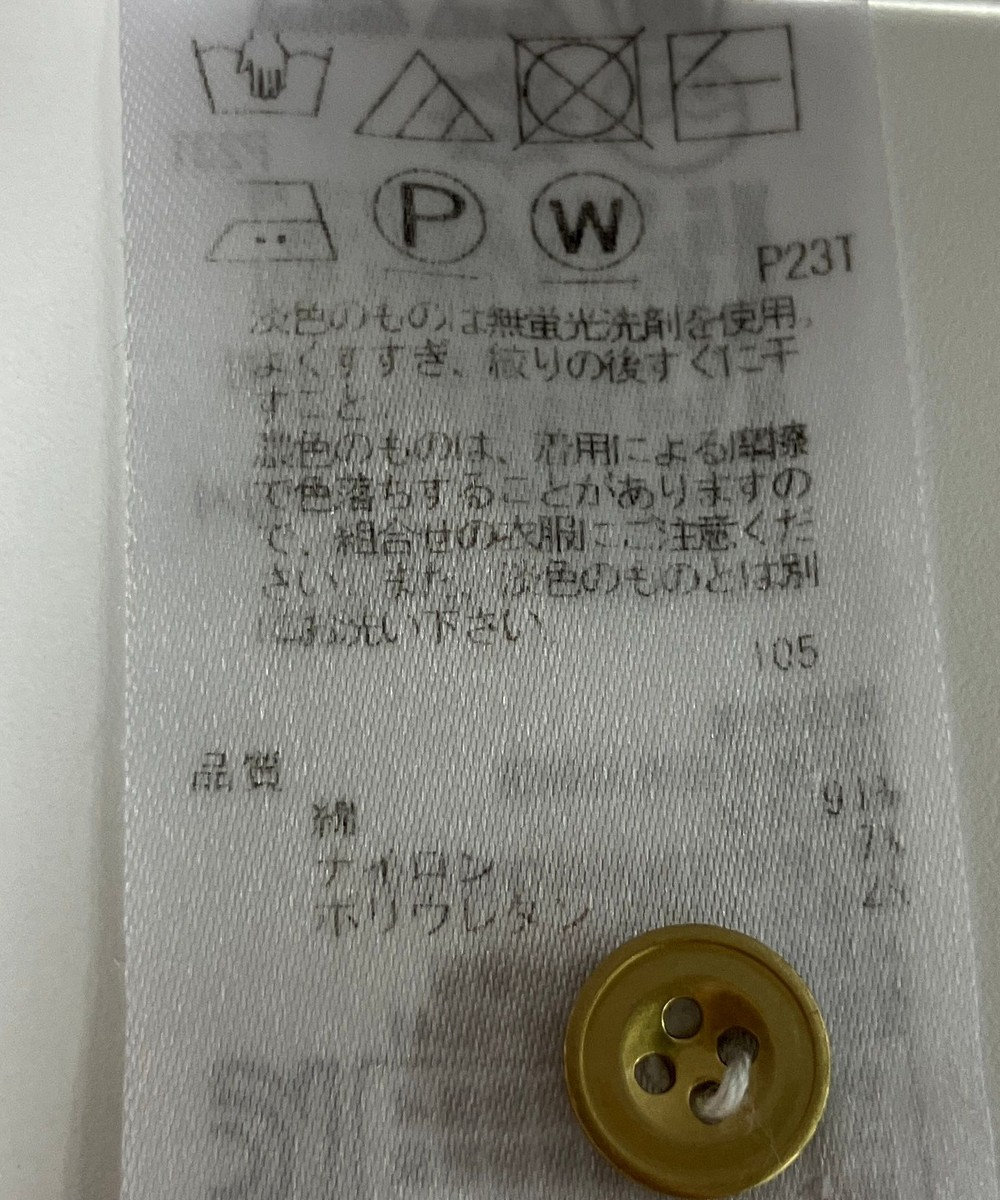 P W
P231
淡色のものは無蛍光洗剤を使用、
よくすすぎ、絞りの後すぐに干
すこと
濃色のものは、着用による摩擦
で色落ちすることがありますの
で、組合せの衣服にご注意くだ
さい また、淡色のものとは別
にお洗い下さい
105
品質
綿 91%
ナイロン 7%
ポリウレタン 2%